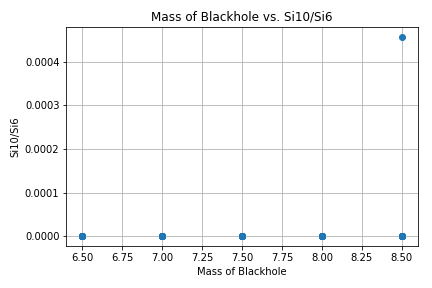 Mass of Blackhole vs. Si10/Si6
0.0004
0.0003
0.0002
0.0001
0.0000
Si10/Si6
6.50 6.75 7.00 7.25 7.50 7.75 8.00 8.25 8.50
Mass of Blackhole